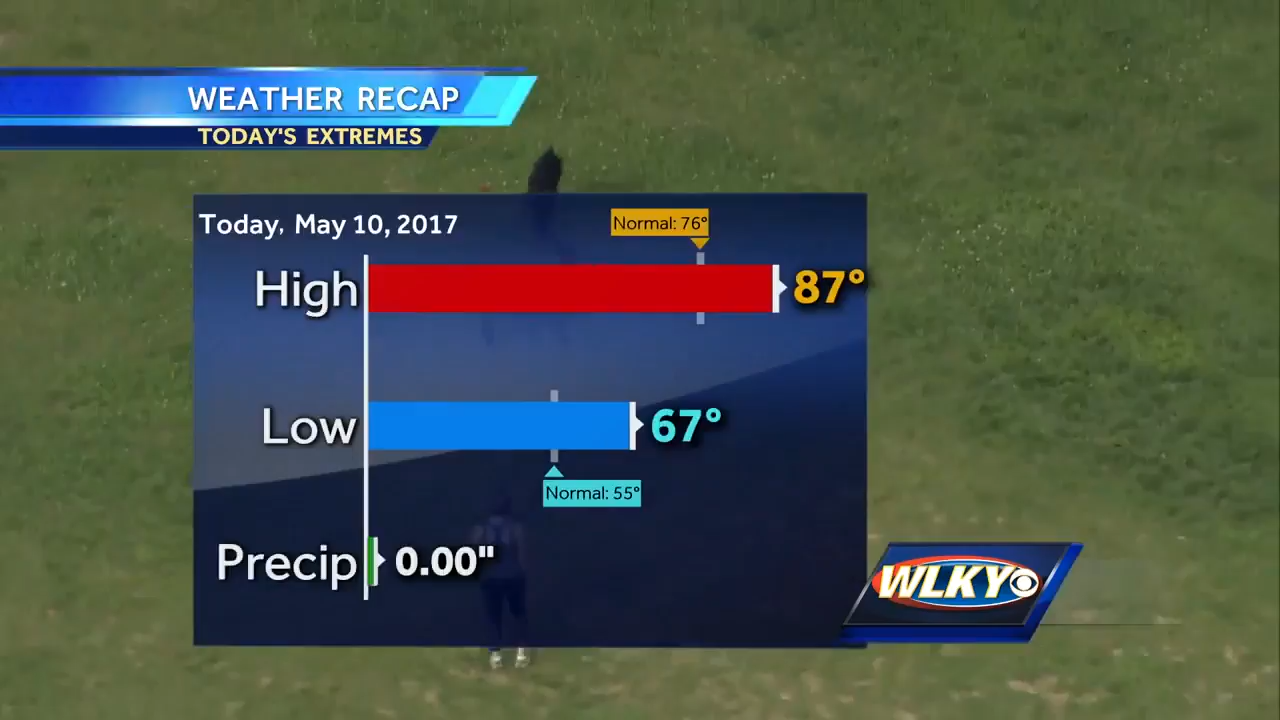 WEATHER RECAP
TODAY'S EXTREMES
Today, May 10, 2017
Normal: 76°
High 87°
Low 67°
Normal: 55°
Precip 0.00"
WLKY